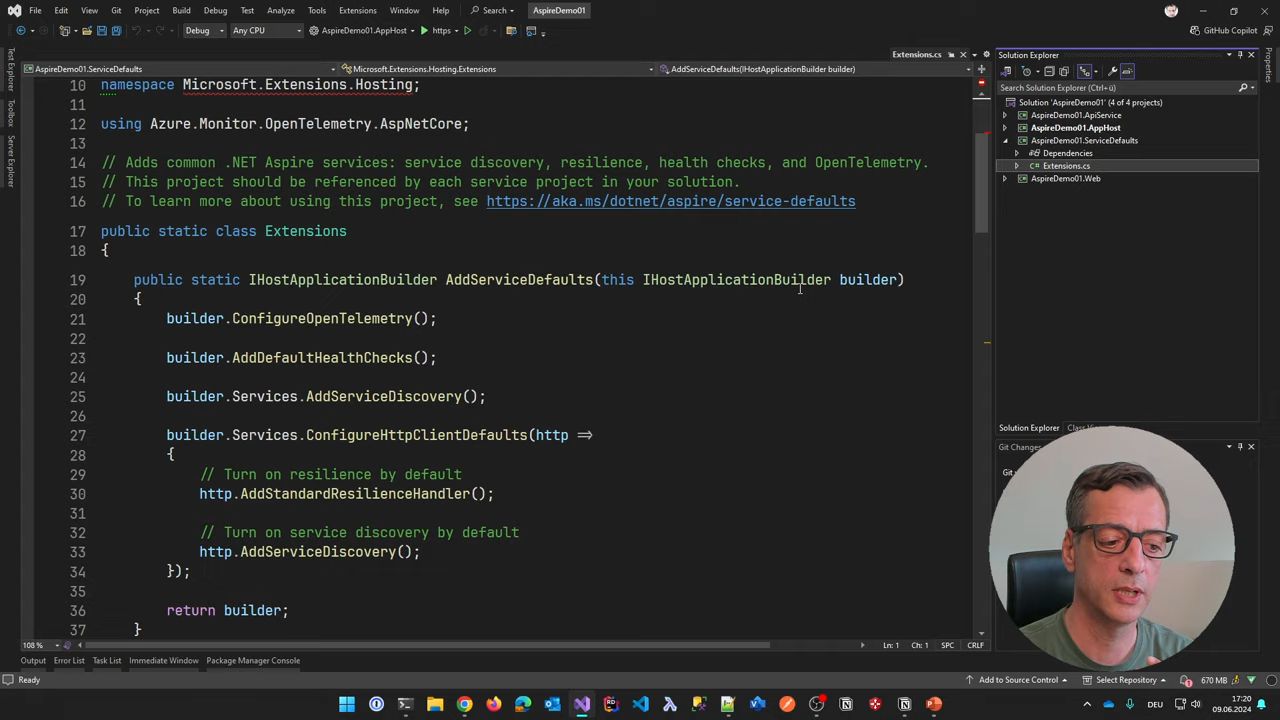 File Edit View Git Project Build Debug Test Analyze Tools Extensions Window Help Search AspireDemo01
Debug Any CPU AspireDemo01.AppHost https GitHub Copilot
Extensions.cs
Solution Explorer
AspireDemo01.ServiceDefaults Microsoft.Extensions.Hosting.Extensions AddServiceDefaults(IHostApplicationBuilder builder)
Test Explorer
Toolbox
Server Explorer
Properties
Search Solution Explorer (Ctrl+ü)
Solution 'AspireDemo01' (4 of 4 projects)
AspireDemo01.ApiService
AspireDemo01.AppHost
AspireDemo01.ServiceDefaults
Dependencies
C# Extensions.cs
AspireDemo01.Web
10 namespace Microsoft.Extensions.Hosting;
11
12 using Azure.Monitor.OpenTelemetry.AspNetCore;
13
14 // Adds common .NET Aspire services: service discovery, resilience, health checks, and OpenTelemetry.
15 // This project should be referenced by each service project in your solution.
16 // To learn more about using this project, see https://aka.ms/dotnet/aspire/service-defaults
17 public static class Extensions
18 {
19 public static IHostApplicationBuilder AddServiceDefaults(this IHostApplicationBuilder builder)
20 {
21 builder.ConfigureOpenTelemetry();
22
23 builder.AddDefaultHealthChecks();
24
25 builder.Services.AddServiceDiscovery();
26
27 builder.Services.ConfigureHttpClientDefaults(http =>
28 {
29 // Turn on resilience by default
30 http.AddStandardResilienceHandler();
31
32 // Turn on service discovery by default
33 http.AddServiceDiscovery();
34 });
35
36 return builder;
37 }
Solution Explorer
Git Changes
108 % Ln: 1 Ch: 1 SPC CRLF
Output Error List Task List Immediate Window Package Manager Console
Ready Add to Source Control Select Repository 670 MB
DEU 17:20
09.06.2024